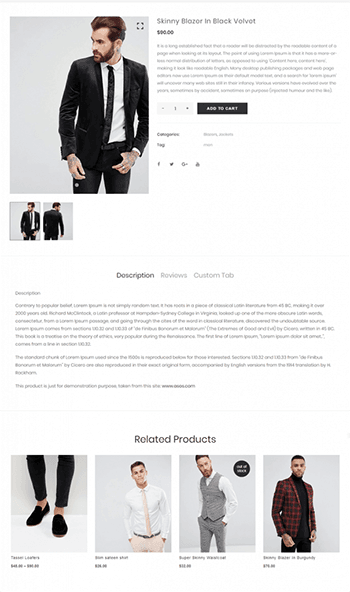 Skinny Blazer In Black Velvet
$90.00
It is a long established fact that a reader will be distracted by the readable content of a
page when looking at its layout. The point of using Lorem Ipsum is that it has a more-or-
less normal distribution of letters, as opposed to using 'Content here, content here',
making it look like readable English. Many desktop publishing packages and web page
editors now use Lorem Ipsum as their default model text, and a search for 'lorem ipsum'
will uncover many web sites still in their infancy. Various versions have evolved over the
years, sometimes by accident, sometimes on purpose (injected humour and the like).
- 1 + ADD TO CART
Categories: Blazers, Jackets
Tag: men
Description Reviews Custom Tab
Description
Contrary to popular belief, Lorem Ipsum is not simply random text. It has roots in a piece of classical Latin literature from 45 BC, making it over
2000 years old. Richard McClintock, a Latin professor at Hampden-Sydney College in Virginia, looked up one of the more obscure Latin words,
consectetur, from a Lorem Ipsum passage, and going through the cites of the word in classical literature, discovered the undoubtable source.
Lorem Ipsum comes from sections 1.10.32 and 1.10.33 of "de Finibus Bonorum et Malorum" (The Extremes of Good and Evil) by Cicero, written in 45 BC.
This book is a treatise on the theory of ethics, very popular during the Renaissance. The first line of Lorem Ipsum, "Lorem ipsum dolor sit amet..",
comes from a line in section 1.10.32.
The standard chunk of Lorem Ipsum used since the 1500s is reproduced below for those interested. Sections 1.10.32 and 1.10.33 from "de Finibus
Bonorum et Malorum" by Cicero are also reproduced in their exact original form, accompanied by English versions from the 1914 translation by H.
Rackham.
This product is just for demonstration purpose, taken from this site: www.asos.com
Related Products
out of
stock
Tassel Loafers Slim saloon shirt Super Skinny Waistcoat Skinny Blazer In Burgundy